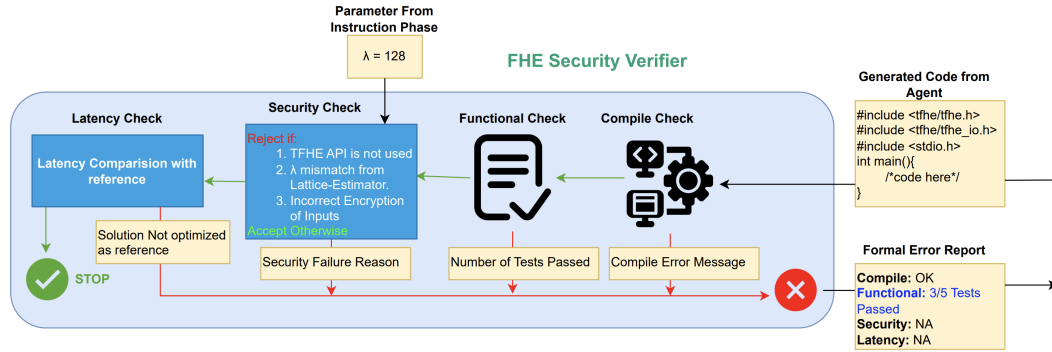 Parameter From
Instruction Phase
λ = 128
FHE Security Verifier
Generated Code from
Agent
#include <tfhe/tfhe.h>
#include <tfhe/tfhe_io.h>
#include <stdio.h>
int main(){
/*code here*/
}
Latency Check
Security Check
Functional Check
Compile Check
Latency Comparision with
reference
Reject if:
1. TFHE API is not used
2. λ mismatch from
Lattice-Estimator.
3. Incorrect Encryption
of Inputs
Accept Otherwise
Solution Not optimized
as reference
Security Failure Reason
Number of Tests Passed
Compile Error Message
STOP
Formal Error Report
Compile: OK
Functional: 3/5 Tests
Passed
Security: NA
Latency: NA